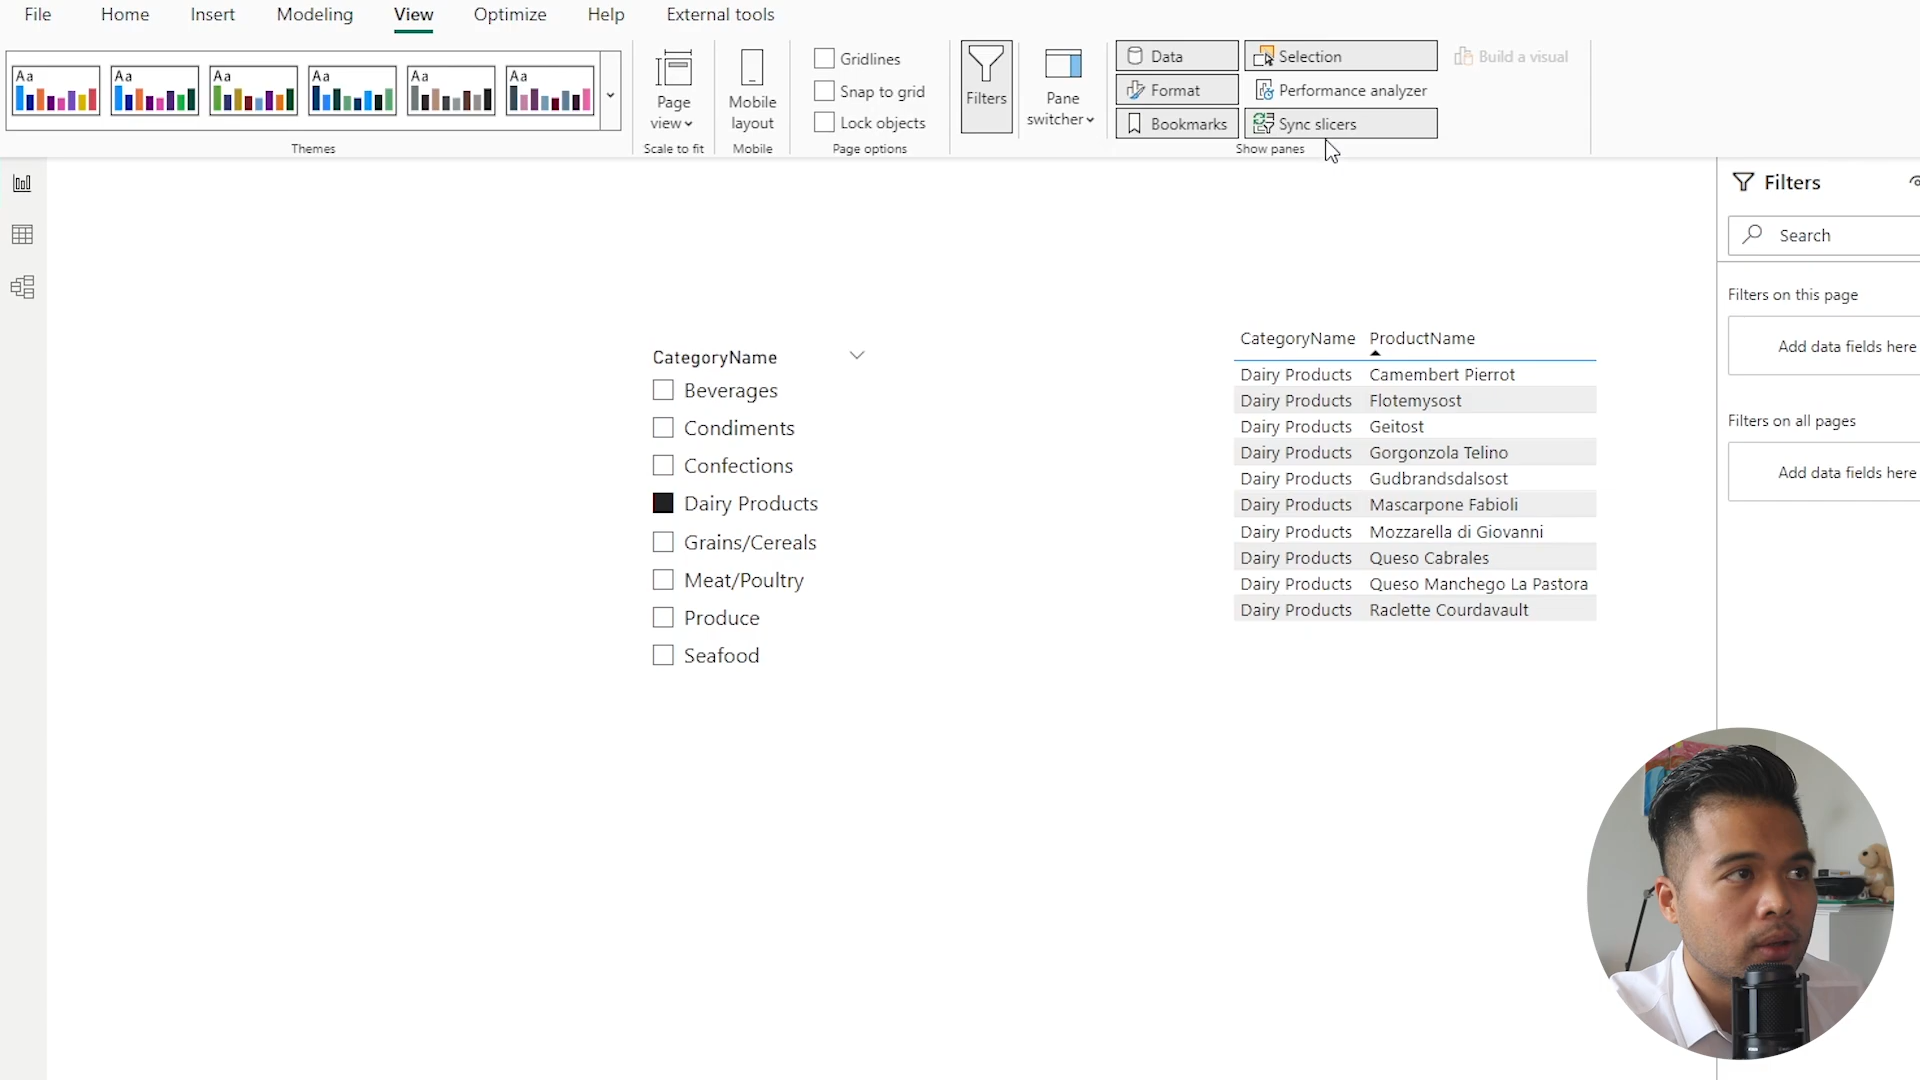 File Home Insert Modeling View Optimize Help External tools
Aa Aa Aa Aa Aa Aa
Themes
Page view
Scale to fit
Mobile layout
Mobile
Gridlines
Snap to grid
Lock objects
Page options
Filters
Pane switcher
Data
Format
Bookmarks
Selection
Performance analyzer
Sync slicers
Build a visual
Show panes
CategoryName
Beverages
Condiments
Confections
Dairy Products
Grains/Cereals
Meat/Poultry
Produce
Seafood
CategoryName ProductName
Dairy Products Camembert Pierrot
Dairy Products Flotemysost
Dairy Products Geitost
Dairy Products Gorgonzola Telino
Dairy Products Gudbrandsdalsost
Dairy Products Mascarpone Fabioli
Dairy Products Mozzarella di Giovanni
Dairy Products Queso Cabrales
Dairy Products Queso Manchego La Pastora
Dairy Products Raclette Courdavault
Filters
Search
Filters on this page
Add data fields here
Filters on all pages
Add data fields here